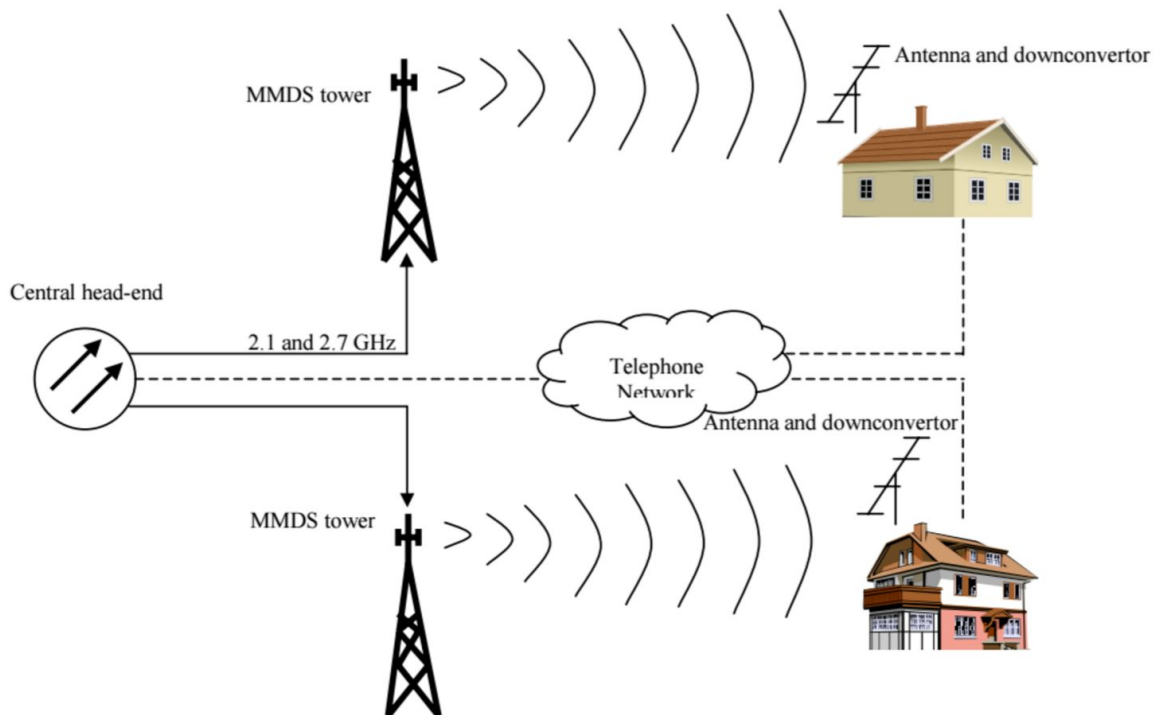 Antenna and downconvertor
MMDS tower
Central head-end
2.1 and 2.7 GHz
Telephone
Network
Antenna and downconvertor
MMDS tower